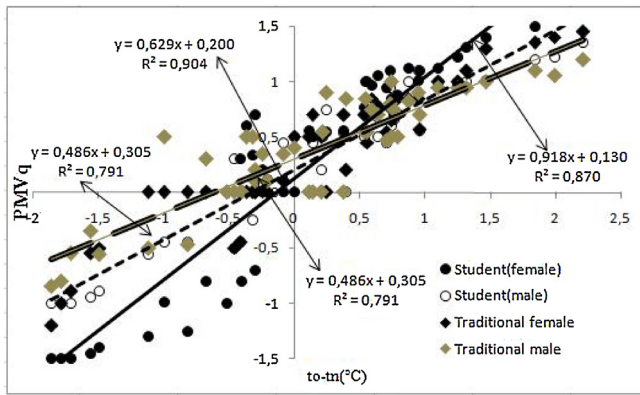 1,5
y = 0,629x + 0,200
R² = 0,904
1
y = 0,486x + 0,305
R² = 0,791
0,5
y = 0,918x + 0,130
R² = 0,870
PMVq
0
-2
-1,5
-1
-0,5
0
0,5
1
1,5
2
2,5
-0,5
y = 0,486x + 0,305
R² = 0,791
Student(female)
Student(male)
-1
Traditional female
Traditional male
-1,5
to-tn(°C)